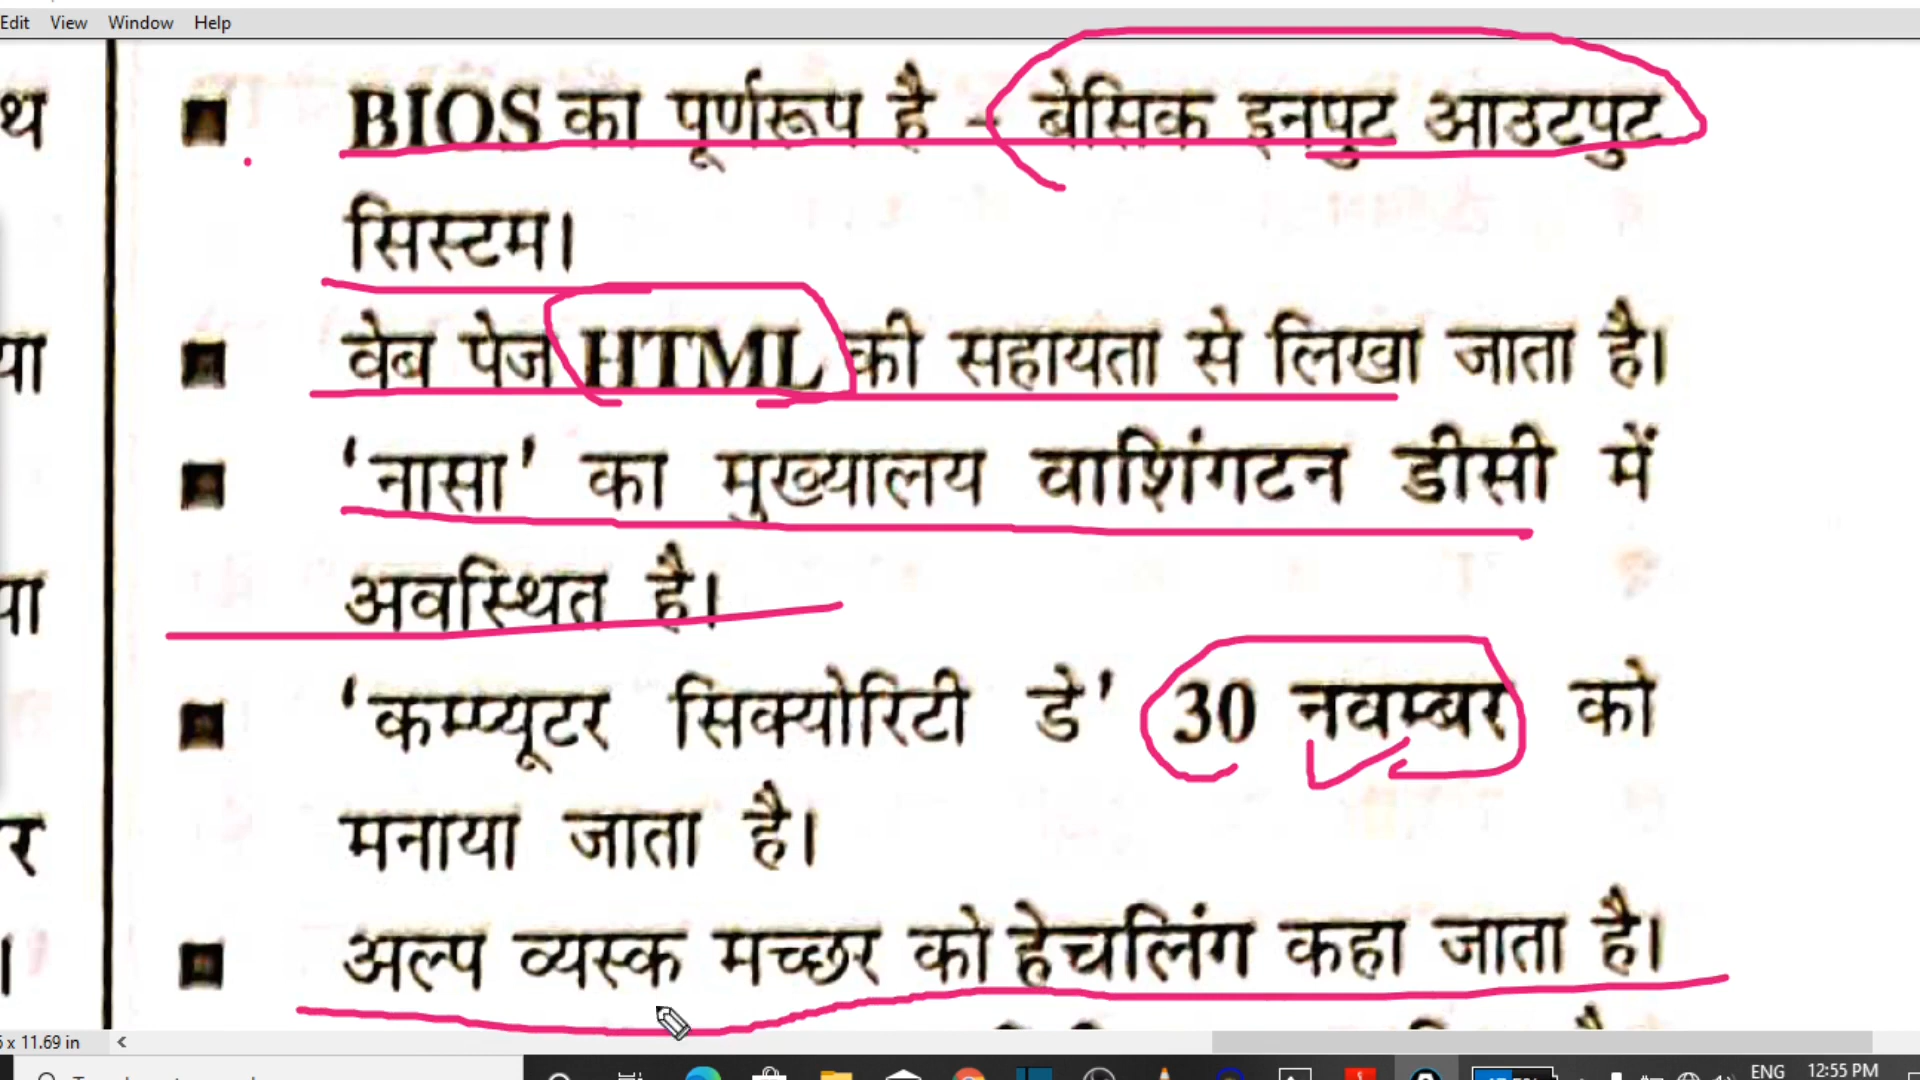 Edit View Window Help
थ
BIOS का पूर्णरूप है - बेसिक इनपुट आउटपुट
सिस्टम।
या
वेब पेज HTML की सहायता से लिखा जाता है।
'नासा' का मुख्यालय वाशिंगटन डीसी में
अवस्थित है।
'कम्प्यूटर सिक्योरिटी डे' 30 नवम्बर को
र
मनाया जाता है।
अल्प व्यस्क मच्छर को हेचलिंग कहा जाता है।
x 11.69 in
ENG 12:55 PM